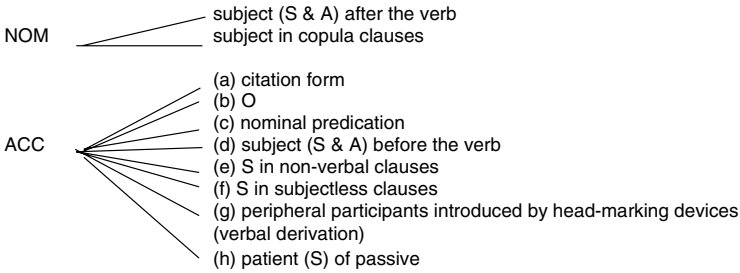 NOM
subject (S & A) after the verb
subject in copula clauses
ACC
(a) citation form
(b) O
(c) nominal predication
(d) subject (S & A) before the verb
(e) S in non-verbal clauses
(f) S in subjectless clauses
(g) peripheral participants introduced by head-marking devices
(verbal derivation)
(h) patient (S) of passive